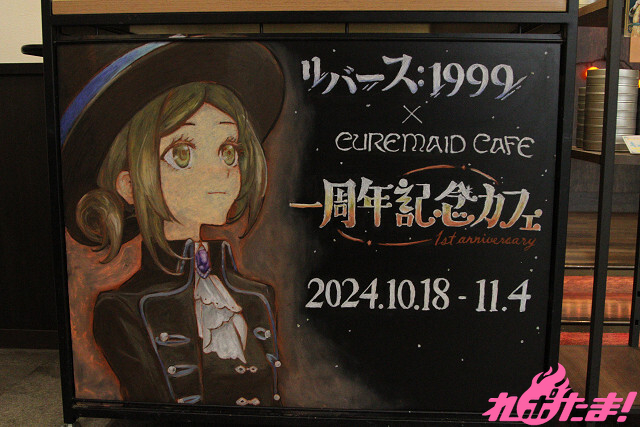 リバース:1999
×
CUREMAID CAFE
一周年記念カフェ
1st anniversary
2024.10.18 - 11.4
れポたま!